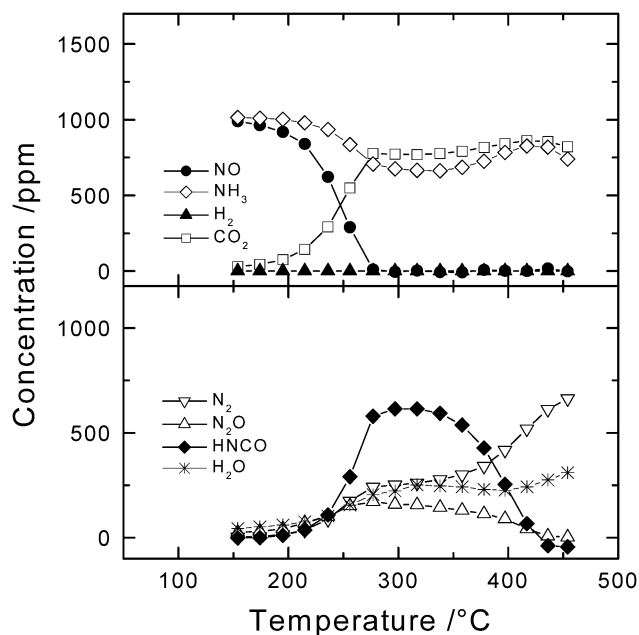 1500
1000
500
0
NO
NH₃
H₂
CO₂
Concentration /ppm
1000
500
0
N₂
N₂O
HNCO
H₂O
100 200 300 400 500
Temperature /°C